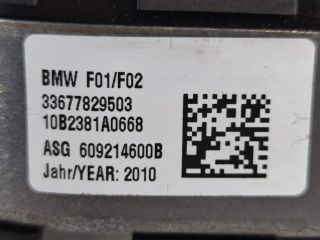 BMW F01/F02
33677829503
10B2381A0668
ASG 609214600B
Jahr/YEAR: 2010